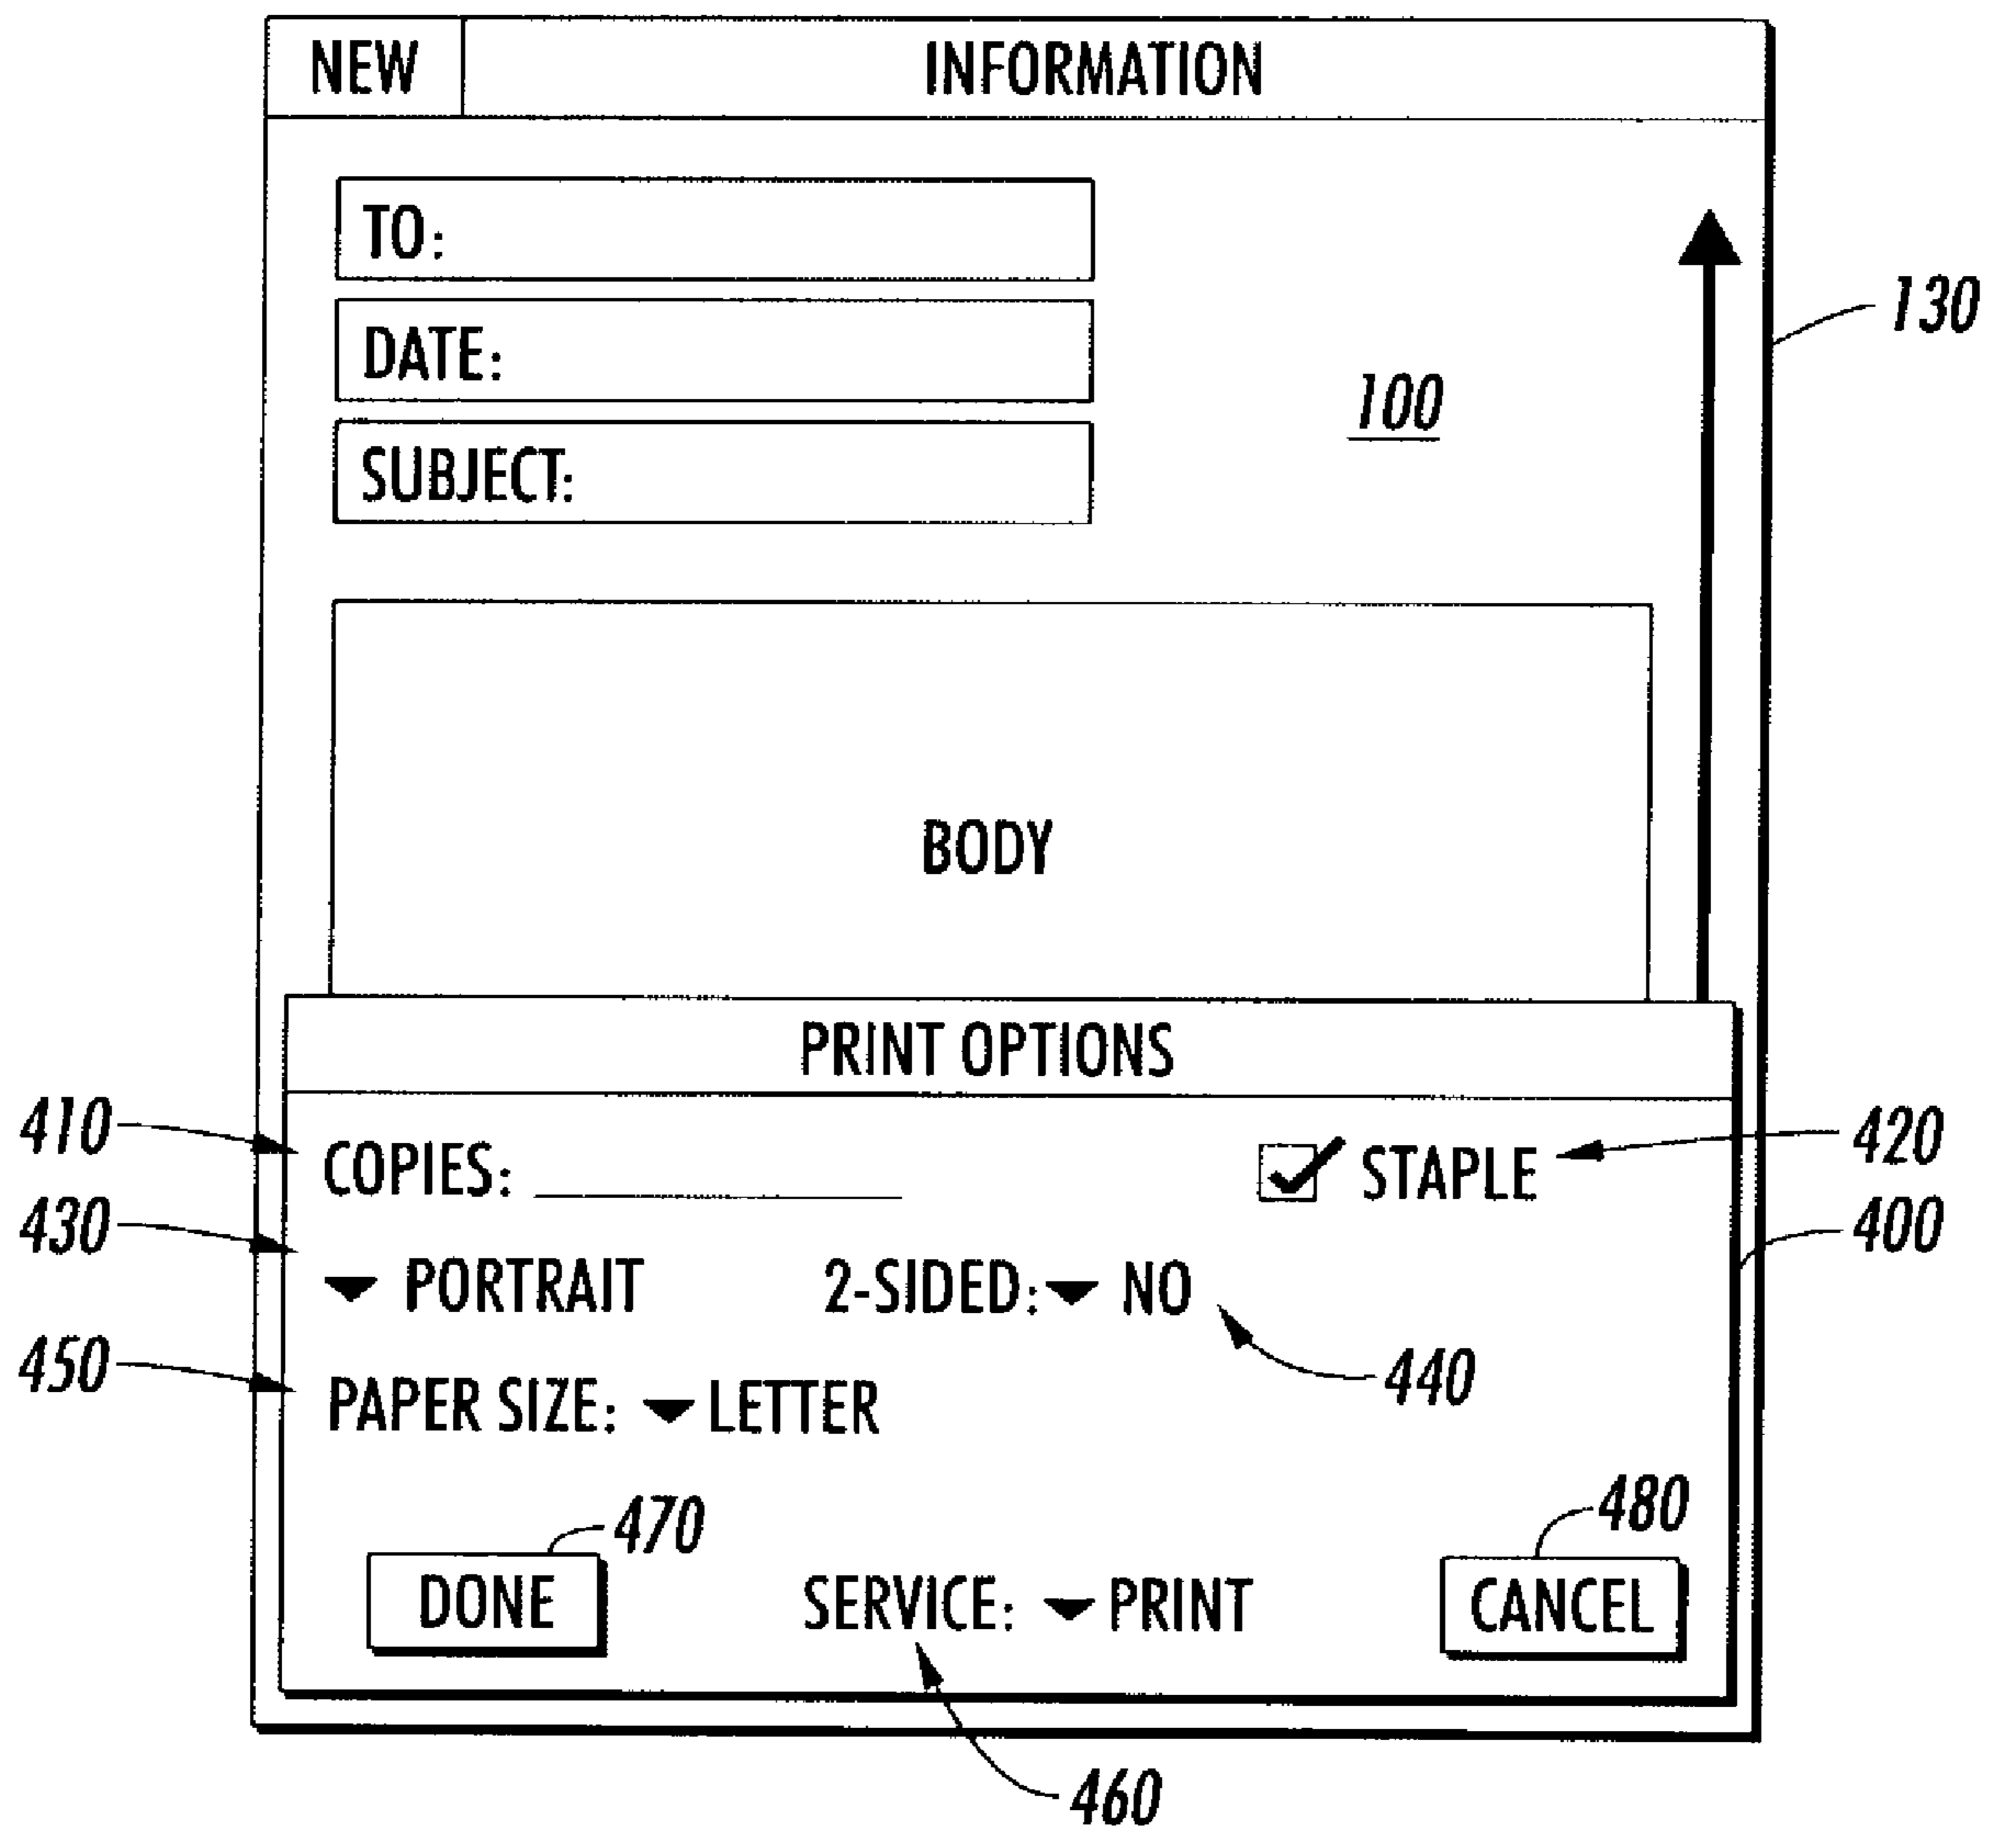 NEW INFORMATION
TO:
130
DATE:
100
SUBJECT:
BODY
PRINT OPTIONS
410 COPIES: STAPLE 420
430 400
PORTRAIT 2-SIDED: NO
450 440
PAPER SIZE: LETTER
470 480
DONE SERVICE: PRINT CANCEL
460